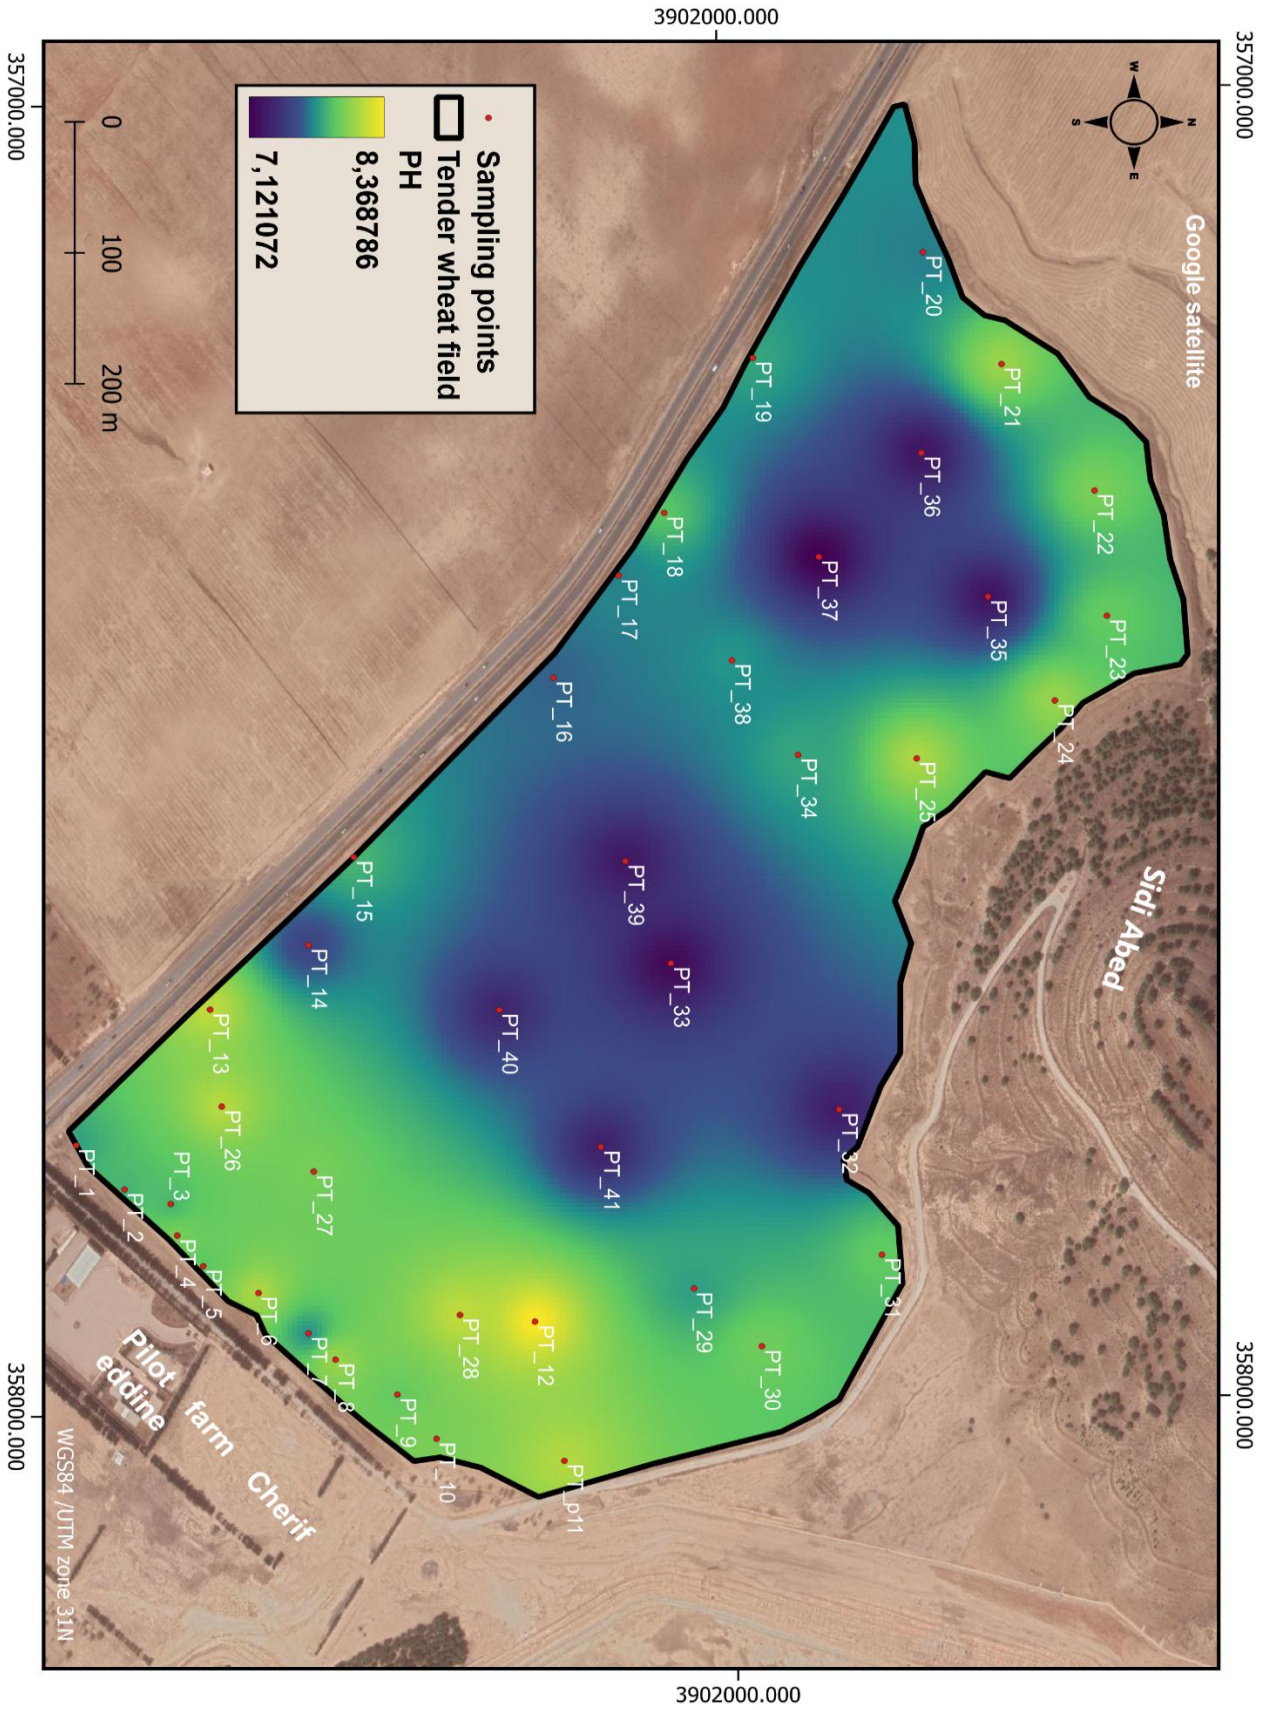 3902000.000
357000.000
357000.000
W
N
S
E
Google satellite
Sampling points
Tender wheat field
PH
8,368786
7,121072
0 100 200 m
PT_20
PT_21
PT_19
PT_36
PT_22
PT_18
PT_37
PT_35
PT_17
PT_23
PT_38
PT_24
PT_16
PT_34
PT_25
PT_39
PT_15
PT_33
PT_14
PT_40
PT_13
PT_32
PT_26
PT_41
PT_1
PT_27
PT_3
PT_2
PT_4
PT_5
PT_31
PT_6
PT_29
PT_28
PT_12
PT_7
PT_30
PT_8
PT_9
PT_10
PT_p11
Sidi Abed
Pilot farm Cherif
eddine
WGS84 /UTM zone 31N
358000.000
358000.000
3902000.000